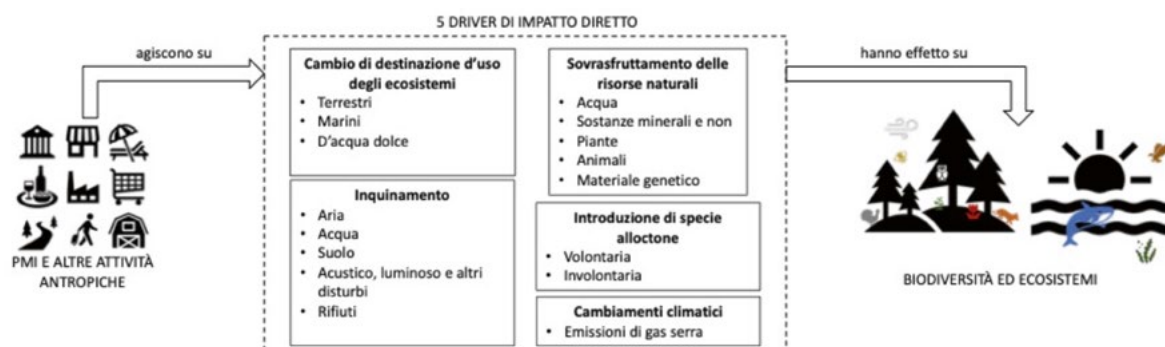 5 DRIVER DI IMPATTO DIRETTO
agiscono su
hanno effetto su
PMI E ALTRE ATTIVITÀ
ANTROPICHE
Cambio di destinazione d'uso
degli ecosistemi
• Terrestri
• Marini
• D'acqua dolce
Inquinamento
• Aria
• Acqua
• Suolo
• Acustico, luminoso e altri
disturbi
• Rifiuti
Sovrasfruttamento delle
risorse naturali
• Acqua
• Sostanze minerali e non
• Piante
• Animali
• Materiale genetico
Introduzione di specie
alloctone
• Volontaria
• Involontaria
Cambiamenti climatici
• Emissioni di gas serra
BIODIVERSITÀ ED ECOSISTEMI